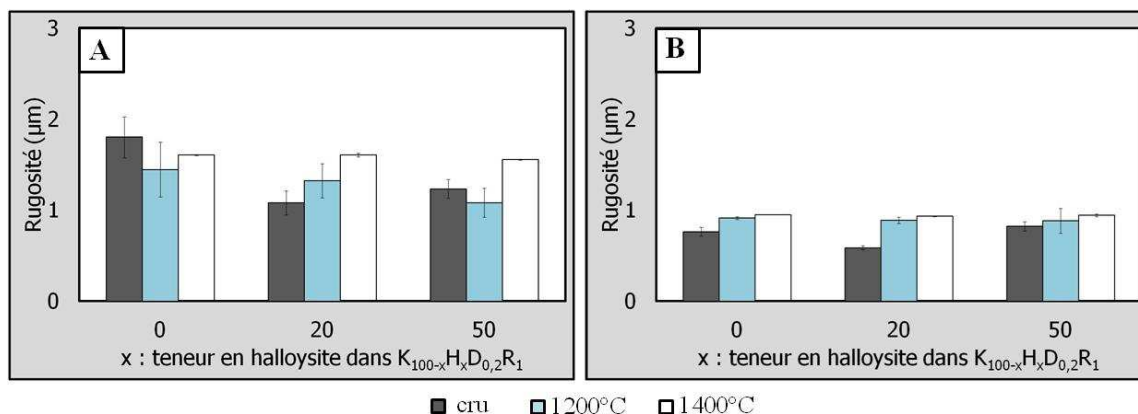 A
3
2
1
0
Rugosité (µm)
0 20 50
x : teneur en halloysite dans K₁₀₀₋ₓHₓD₀,₂R₁
B
3
2
1
0
Rugosité (µm)
0 20 50
x : teneur en halloysite dans K₁₀₀₋ₓHₓD₀,₂R₁
cru 1200°C 1400°C